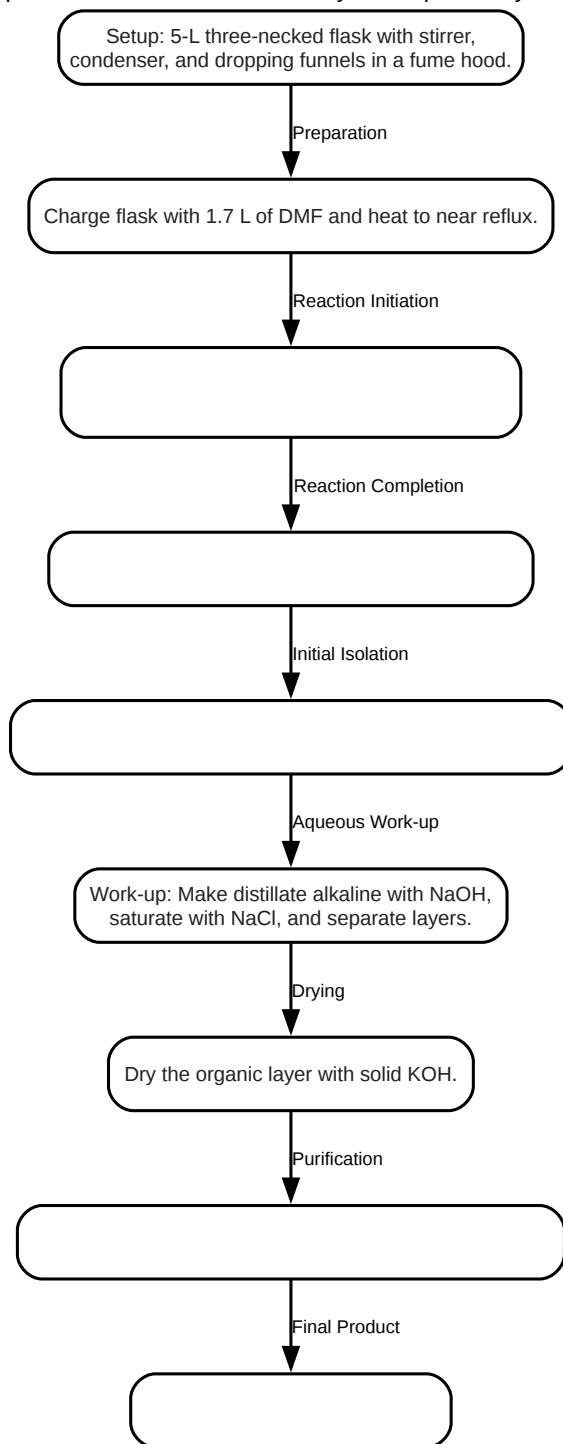 Setup: 5-L three-necked flask with stirrer,
condenser, and dropping funnels in a fume hood.
Preparation
Charge flask with 1.7 L of DMF and heat to near reflux.
Reaction Initiation
Reaction Completion
Initial Isolation
Aqueous Work-up
Work-up: Make distillate alkaline with NaOH,
saturate with NaCl, and separate layers.
Drying
Dry the organic layer with solid KOH.
Purification
Final Product